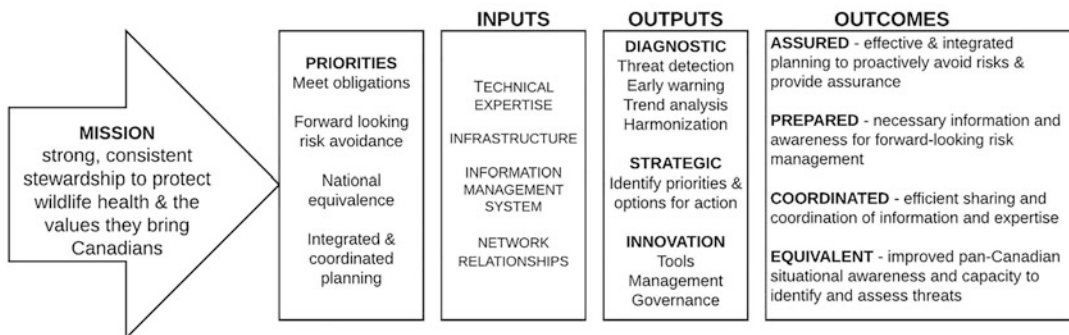 MISSION
strong, consistent
stewardship to protect
wildlife health & the
values they bring
Canadians
PRIORITIES
Meet obligations
Forward looking
risk avoidance
National
equivalence
Integrated &
coordinated
planning
INPUTS
TECHNICAL
EXPERTISE
INFRASTRUCTURE
INFORMATION
MANAGEMENT
SYSTEM
NETWORK
RELATIONSHIPS
OUTPUTS
DIAGNOSTIC
Threat detection
Early warning
Trend analysis
Harmonization
STRATEGIC
Identify priorities &
options for action
INNOVATION
Tools
Management
Governance
OUTCOMES
ASSURED - effective & integrated
planning to proactively avoid risks &
provide assurance
PREPARED - necessary information and
awareness for forward-looking risk
management
COORDINATED - efficient sharing and
coordination of information and expertise
EQUIVALENT - improved pan-Canadian
situational awareness and capacity to
identify and assess threats